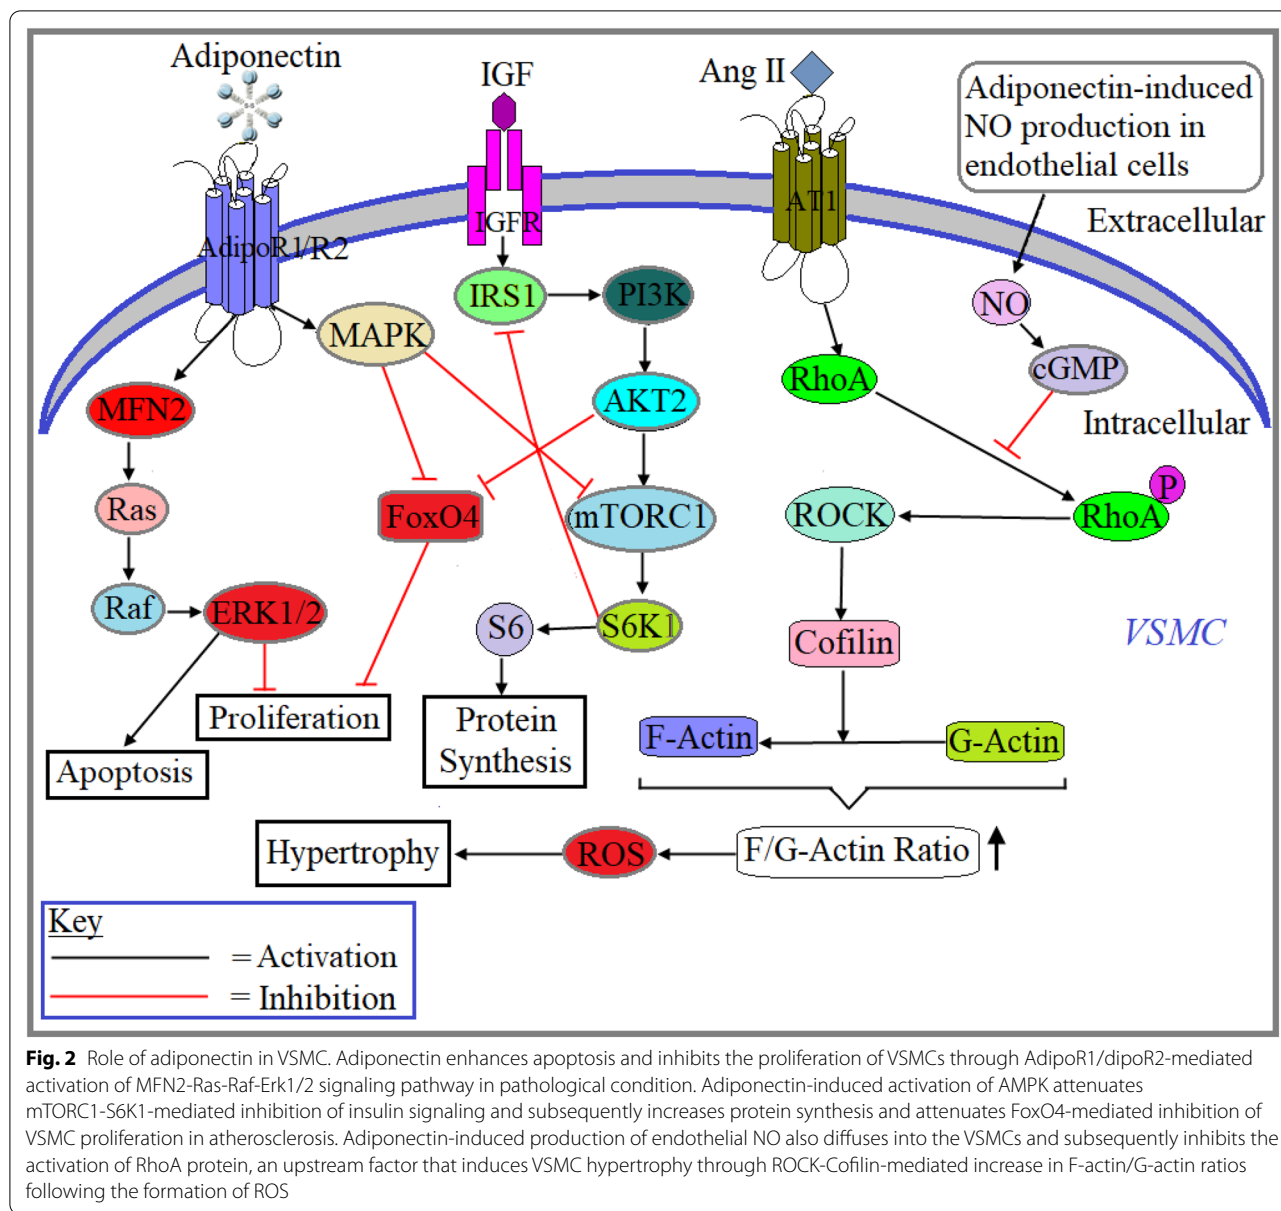 Adiponectin
IGF
Ang II
Adiponectin-induced
NO production in
endothelial cells
AdipoR1/R2
IGFR
AT1
Extracellular
IRS1
PI3K
NO
MAPK
RhoA
cGMP
MFN2
AKT2
Intracellular
Ras
FoxO4
mTORC1
ROCK
P
RhoA
Raf
ERK1/2
S6
S6K1
Cofilin
VSMC
Proliferation
Protein
Synthesis
F-Actin
G-Actin
Apoptosis
Hypertrophy
ROS
F/G-Actin Ratio
Key
= Activation
= Inhibition
Fig. 2 Role of adiponectin in VSMC. Adiponectin enhances apoptosis and inhibits the proliferation of VSMCs through AdipoR1/dipoR2-mediated
activation of MFN2-Ras-Raf-Erk1/2 signaling pathway in pathological condition. Adiponectin-induced activation of AMPK attenuates
mTORC1-S6K1-mediated inhibition of insulin signaling and subsequently increases protein synthesis and attenuates FoxO4-mediated inhibition of
VSMC proliferation in atherosclerosis. Adiponectin-induced production of endothelial NO also diffuses into the VSMCs and subsequently inhibits the
activation of RhoA protein, an upstream factor that induces VSMC hypertrophy through ROCK-Cofilin-mediated increase in F-actin/G-actin ratios
following the formation of ROS